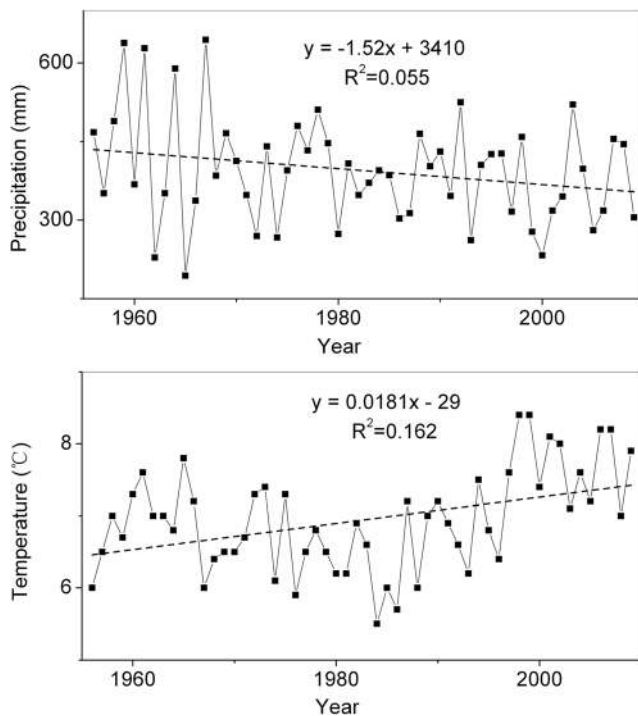 y = -1.52x + 3410
R²=0.055
600
300
Precipitation (mm)
1960 1980 2000
Year
y = 0.0181x - 29
R²=0.162
8
6
Temperature (℃)
1960 1980 2000
Year